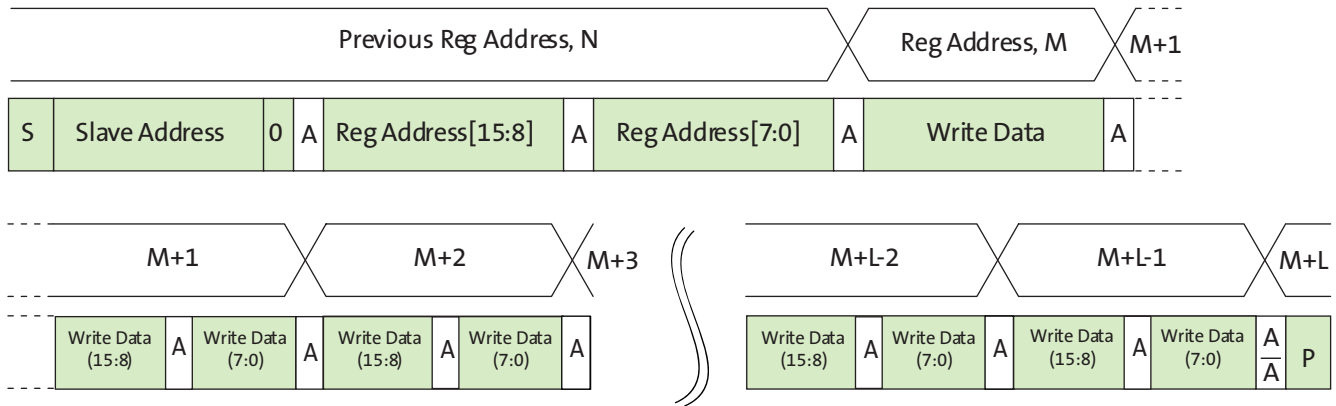 Previous Reg Address, N Reg Address, M M+1
S Slave Address 0 A Reg Address[15:8] A Reg Address[7:0] A Write Data A
M+1 M+2 M+3 M+L-2 M+L-1 M+L
Write Data (15:8) A Write Data (7:0) A Write Data (15:8) A Write Data (7:0) A Write Data (15:8) A Write Data (7:0) A Write Data (15:8) A Write Data (7:0) A A P